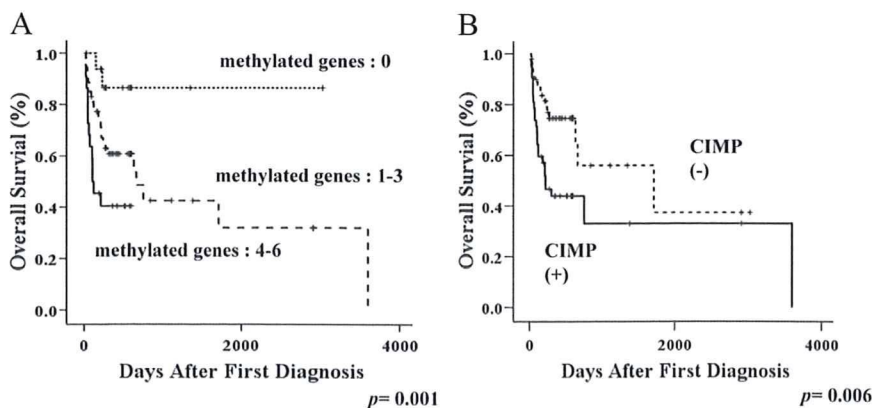 A
Overall Survial (%)
1.0
0.8
0.6
0.4
0.2
0.0
methylated genes : 0
methylated genes : 1-3
methylated genes : 4-6
0 2000 4000
Days After First Diagnosis
p= 0.001
B
Overall Survial (%)
1.0
0.8
0.6
0.4
0.2
0.0
CIMP
(-)
CIMP
(+)
0 2000 4000
Days After First Diagnosis
p= 0.006